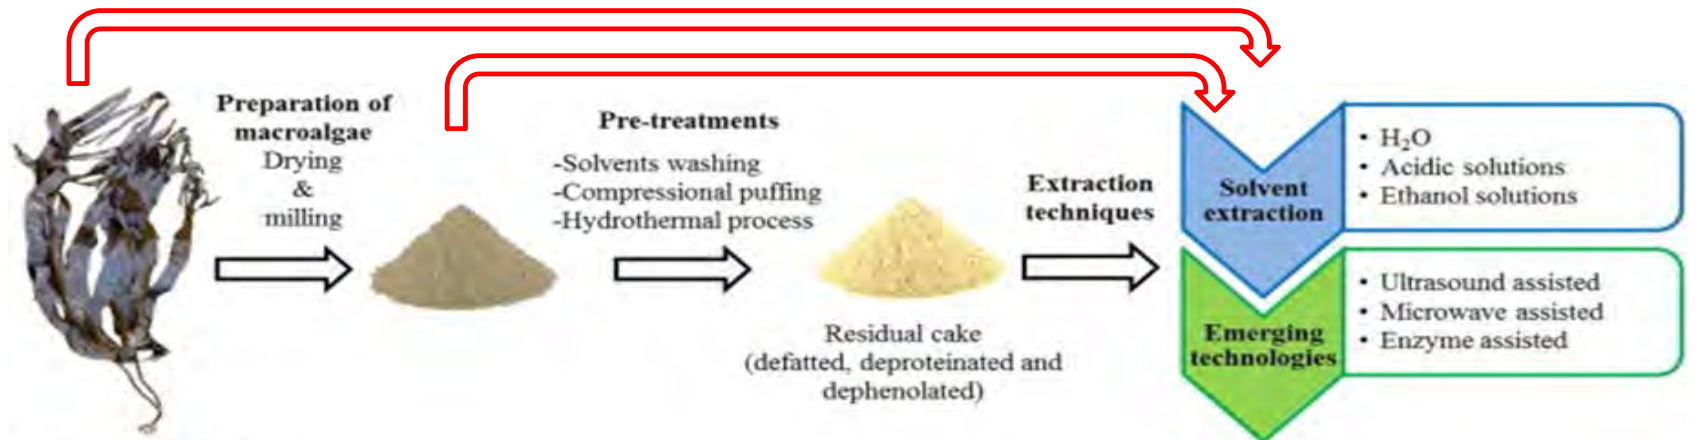 Preparation of
macroalgae
Drying
&
milling
Pre-treatments
-Solvents washing
-Compressional puffing
-Hydrothermal process
Residual cake
(defatted, deproteinated and
dephenolated)
Extraction
techniques
Solvent
extraction
• H₂O
• Acidic solutions
• Ethanol solutions
Emerging
technologies
• Ultrasound assisted
• Microwave assisted
• Enzyme assisted